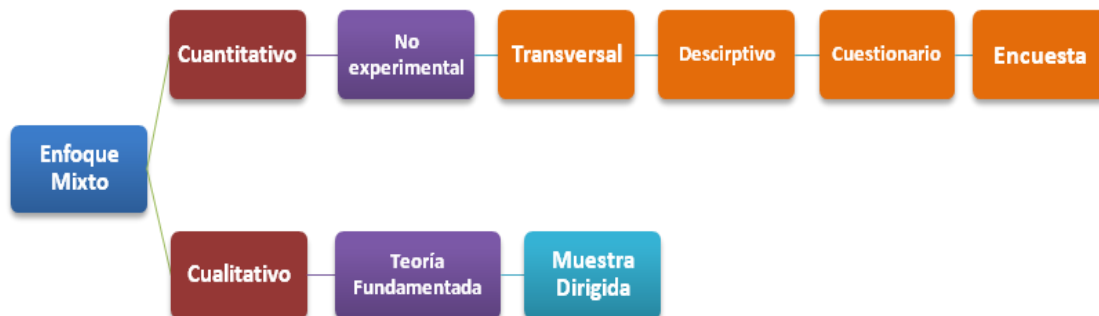 Cuantitativo
No
experimental
Transversal
Descirptivo
Cuestionario
Encuesta
Enfoque
Mixto
Cualitativo
Teoría
Fundamentada
Muestra
Dirigida